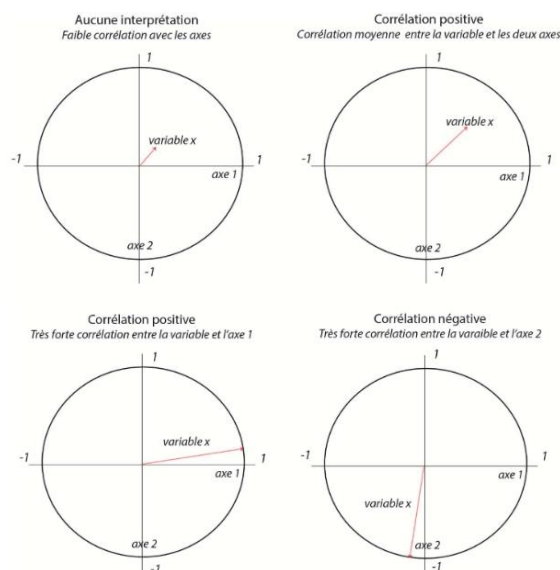 Aucune interprétation
Faible corrélation avec les axes
1
variable x
-1
1
axe 1
axe 2
-1
Corrélation positive
Corrélation moyenne entre la variable et les deux axes
1
variable x
-1
1
axe 1
axe 2
-1
Corrélation positive
Très forte corrélation entre la variable et l'axe 1
1
variable x
-1
1
axe 1
axe 2
-1
Corrélation négative
Très forte corrélation entre la varaible et l'axe 2
1
-1
1
axe 1
variable x
axe 2
-1